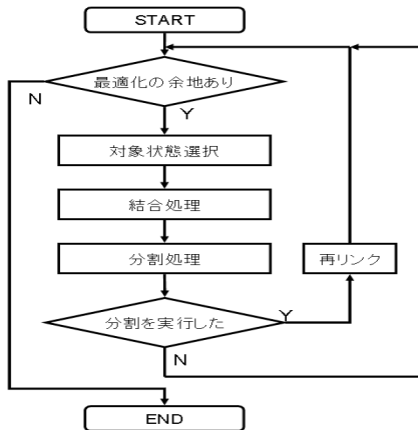 START
最適化の余地あり
N
Y
対象状態選択
結合処理
分割処理
再リンク
分割を実行した
Y
N
END